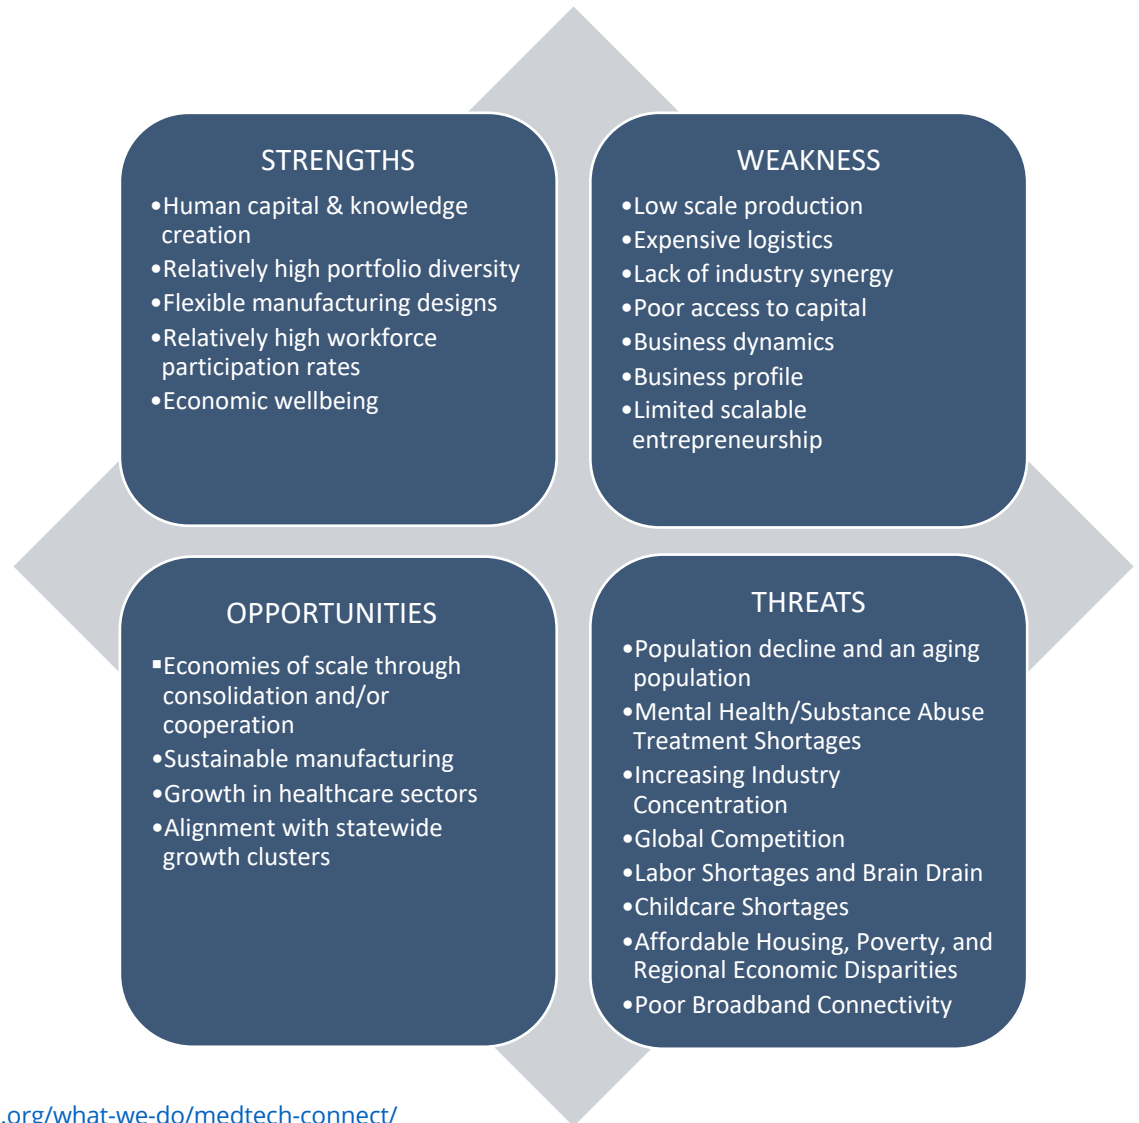 STRENGTHS
•Human capital & knowledge
creation
•Relatively high portfolio diversity
•Flexible manufacturing designs
•Relatively high workforce
participation rates
•Economic wellbeing
WEAKNESS
•Low scale production
•Expensive logistics
•Lack of industry synergy
•Poor access to capital
•Business dynamics
•Business profile
•Limited scalable
entrepreneurship
OPPORTUNITIES
▪Economies of scale through
consolidation and/or
cooperation
•Sustainable manufacturing
•Growth in healthcare sectors
•Alignment with statewide
growth clusters
THREATS
•Population decline and an aging
population
•Mental Health/Substance Abuse
Treatment Shortages
•Increasing Industry
Concentration
•Global Competition
•Labor Shortages and Brain Drain
•Childcare Shortages
•Affordable Housing, Poverty, and
Regional Economic Disparities
•Poor Broadband Connectivity
.org/what-we-do/medtech-connect/